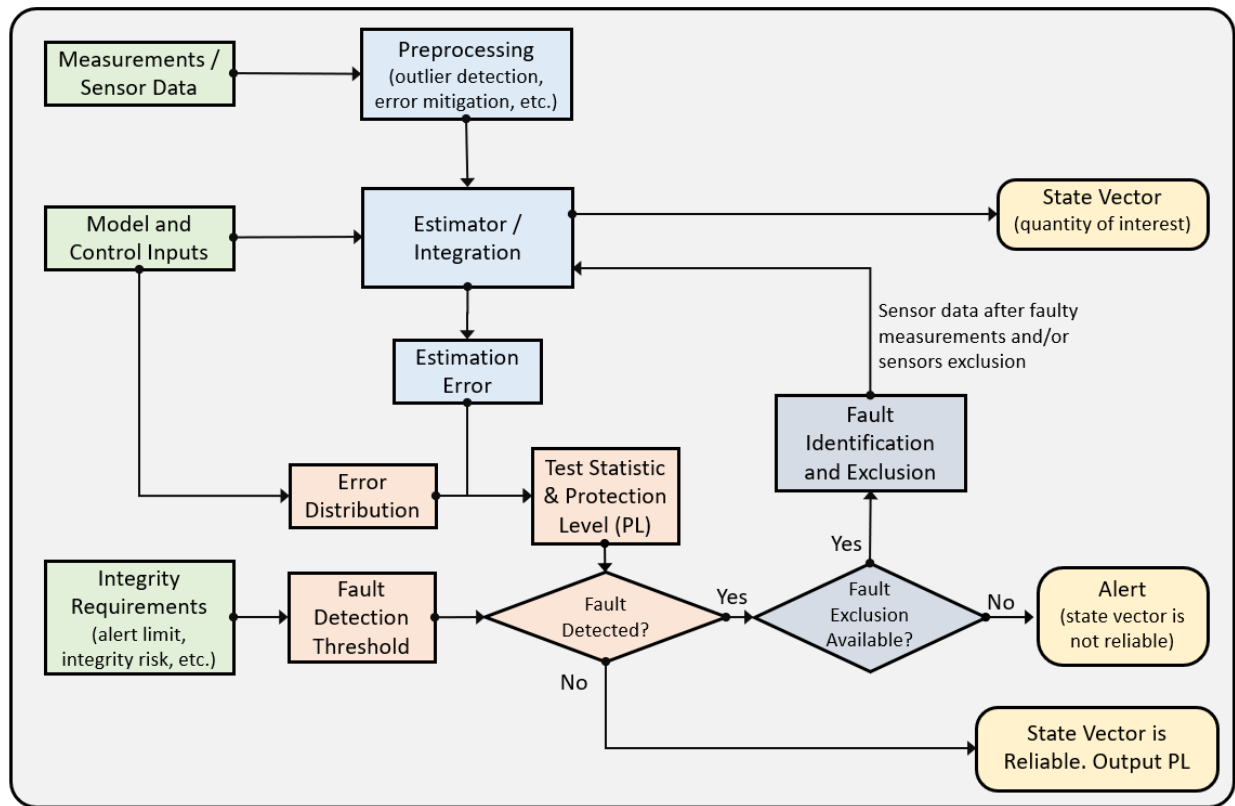 Measurements /
Sensor Data
Preprocessing
(outlier detection,
error mitigation, etc.)
Model and
Control Inputs
Estimator /
Integration
State Vector
(quantity of interest)
Sensor data after faulty
measurements and/or
sensors exclusion
Estimation
Error
Fault
Identification
and Exclusion
Error
Distribution
Test Statistic
& Protection
Level (PL)
Yes
Integrity
Requirements
(alert limit,
integrity risk, etc.)
Fault
Detection
Threshold
Fault
Detected?
Yes
Fault
Exclusion
Available?
No
Alert
(state vector is
not reliable)
No
State Vector is
Reliable. Output PL